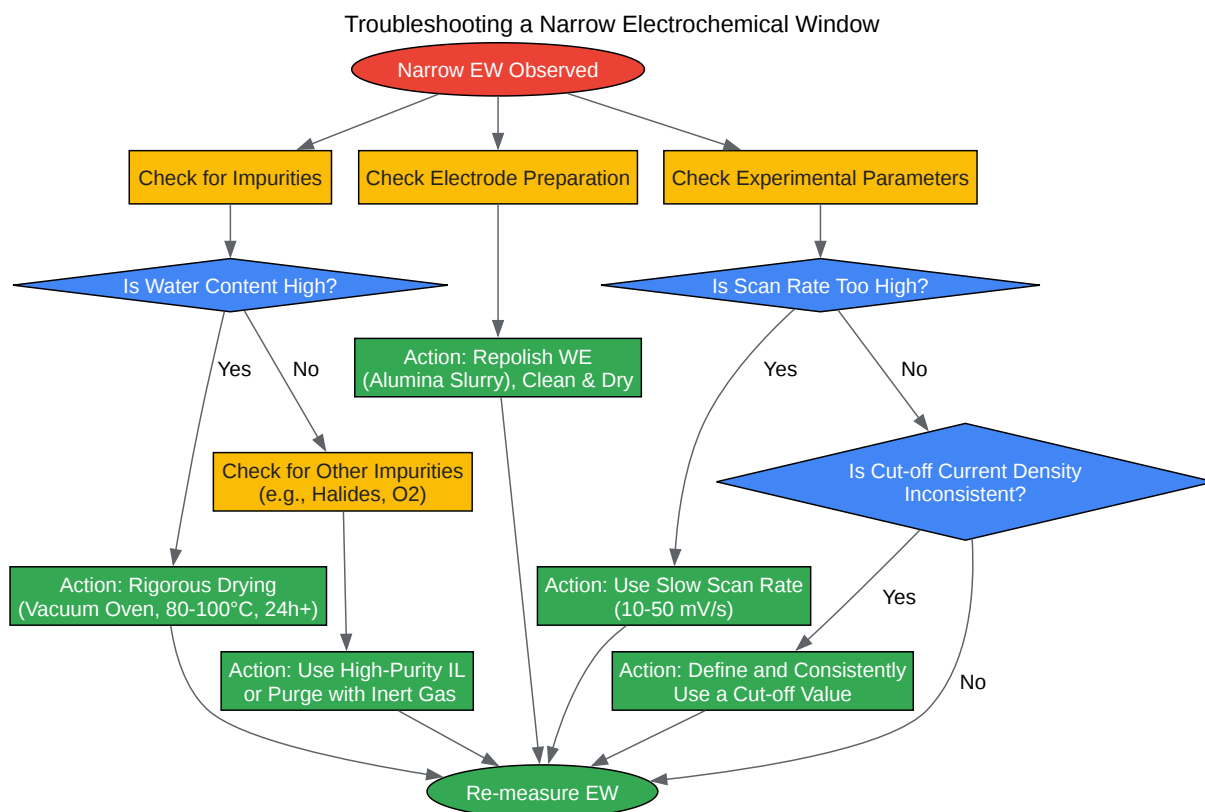 Troubleshooting a Narrow Electrochemical Window
Narrow EW Observed
Check for Impurities
Check Electrode Preparation
Check Experimental Parameters
Is Water Content High?
Is Scan Rate Too High?
Action: Repolish WE
(Alumina Slurry), Clean & Dry
Yes
No
Yes
No
Check for Other Impurities
(e.g., Halides, O2)
Is Cut-off Current Density
Inconsistent?
Action: Rigorous Drying
(Vacuum Oven, 80-100°C, 24h+)
Action: Use Slow Scan Rate
(10-50 mV/s)
Yes
Action: Use High-Purity IL
or Purge with Inert Gas
Action: Define and Consistently
Use a Cut-off Value
No
Re-measure EW